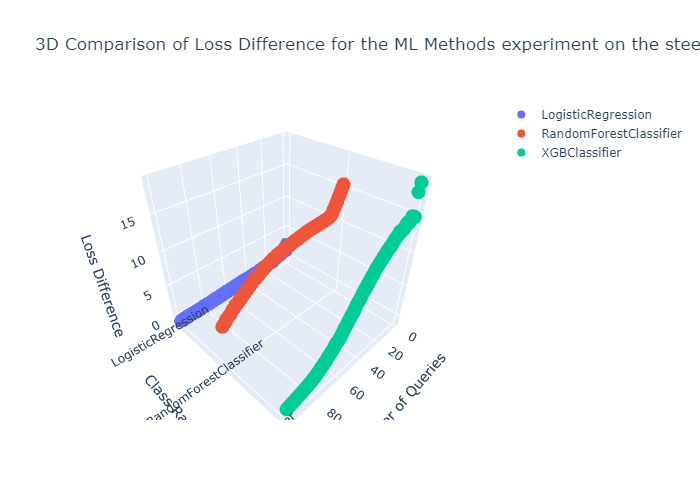 3D Comparison of Loss Difference for the ML Methods experiment on the stee
LogisticRegression
RandomForestClassifier
XGBClassifier
15
10
5
0
Loss Difference
LogisticRegression
RandomForestClassifier
0
20
40
60
80
er of Queries